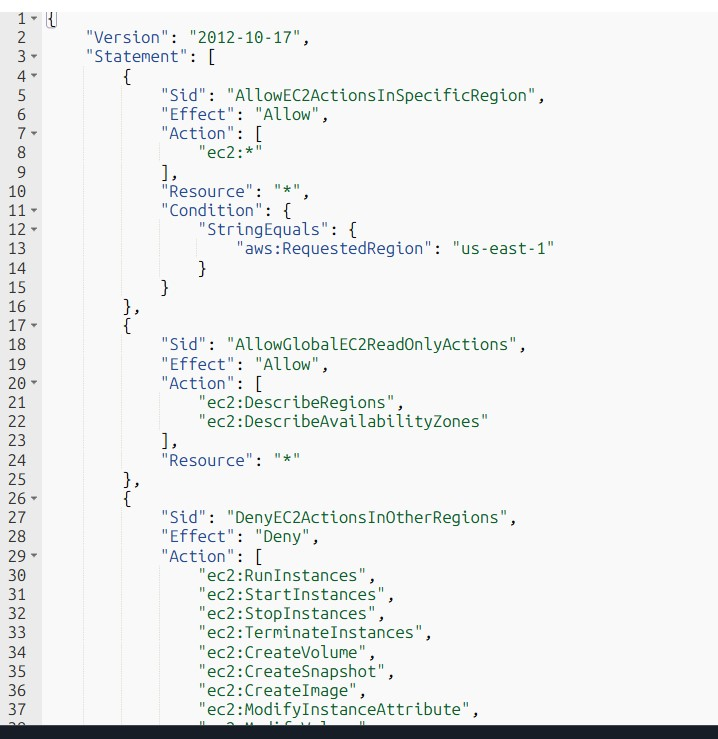 1 {
2 "Version": "2012-10-17",
3 "Statement": [
4 {
5 "Sid": "AllowEC2ActionsInSpecificRegion",
6 "Effect": "Allow",
7 "Action": [
8 "ec2:*"
9 ],
10 "Resource": "*",
11 "Condition": {
12 "StringEquals": {
13 "aws:RequestedRegion": "us-east-1"
14 }
15 }
16 },
17 {
18 "Sid": "AllowGlobalEC2ReadOnlyActions",
19 "Effect": "Allow",
20 "Action": [
21 "ec2:DescribeRegions",
22 "ec2:DescribeAvailabilityZones"
23 ],
24 "Resource": "*"
25 },
26 {
27 "Sid": "DenyEC2ActionsInOtherRegions",
28 "Effect": "Deny",
29 "Action": [
30 "ec2:RunInstances",
31 "ec2:StartInstances",
32 "ec2:StopInstances",
33 "ec2:TerminateInstances",
34 "ec2:CreateVolume",
35 "ec2:CreateSnapshot",
36 "ec2:CreateImage",
37 "ec2:ModifyInstanceAttribute",